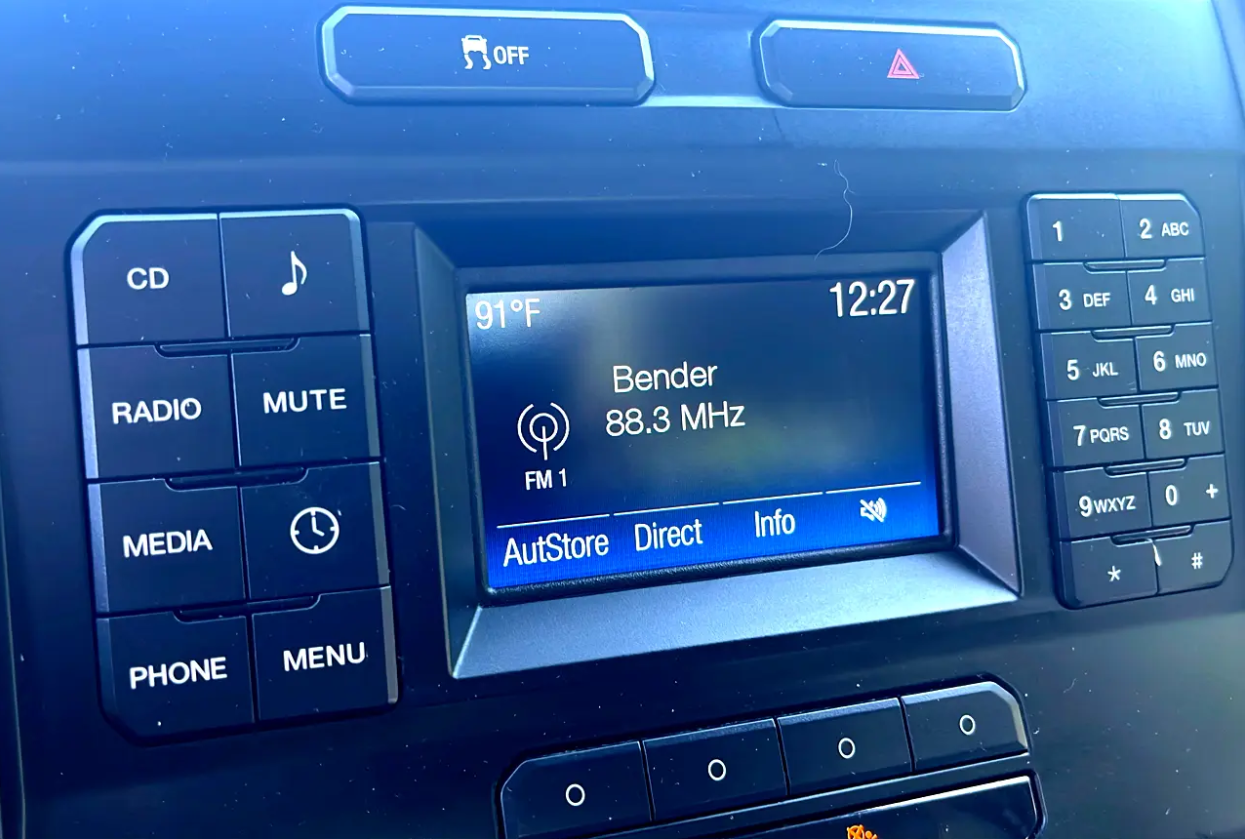 OFF
CD
RADIO
MUTE
MEDIA
PHONE
MENU
91°F
12:27
Bender
88.3 MHz
FM 1
AutStore
Direct
Info
1
2 ABC
3 DEF
4 GHI
5 JKL
6 MNO
7 PQRS
8 TUV
9 WXYZ
0 +
*
#